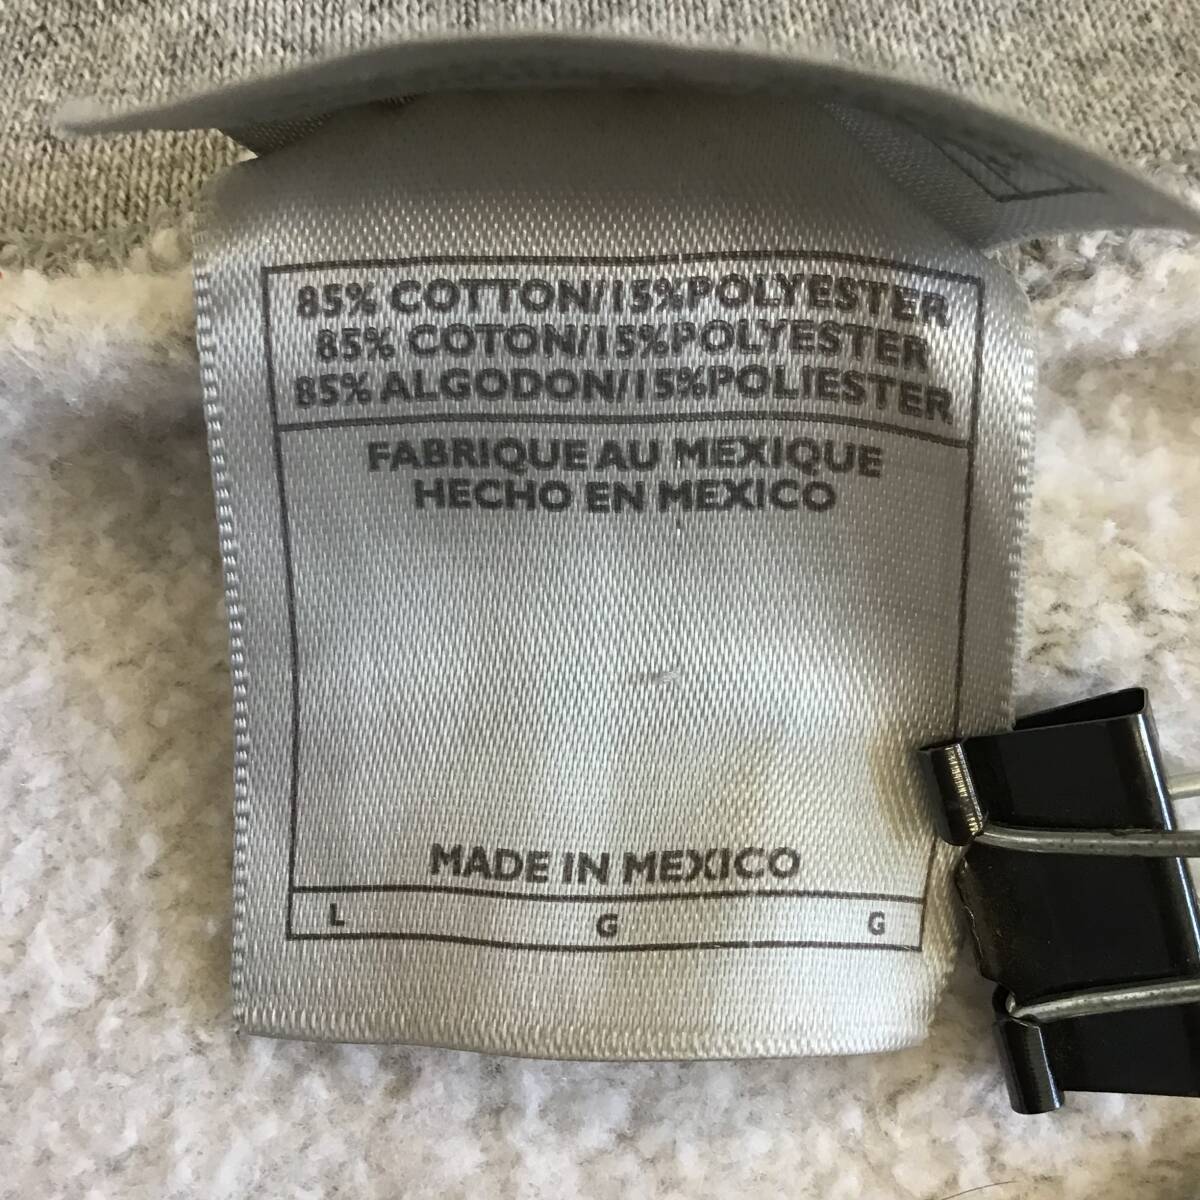 85% COTTON/15%POLYESTER
85% COTON/15%POLYESTER
85% ALGODON/15%POLIESTER
FABRIQUE AU MEXIQUE
HECHO EN MEXICO
MADE IN MEXICO
L G G